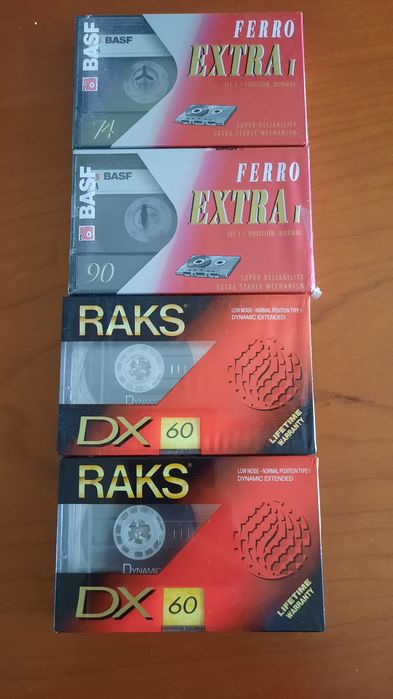 BASF
BASF
FERRO
EXTRA I
IEC I / POSITION NORMAL
74
SUPER RELIABILITY
EXTRA STABLE MECHANISM
BASF
BASF
FERRO
EXTRA I
IEC I / POSITION NORMAL
90
SUPER RELIABILITY
EXTRA STABLE MECHANISM
RAKS
LOW NOISE - NORMAL POSITION TYPE I
DYNAMIC EXTENDED
DYNAMIC
DX 60
LIFETIME
WARRANTY
RAKS
LOW NOISE - NORMAL POSITION TYPE I
DYNAMIC EXTENDED
DYNAMIC
DX 60
LIFETIME
WARRANTY